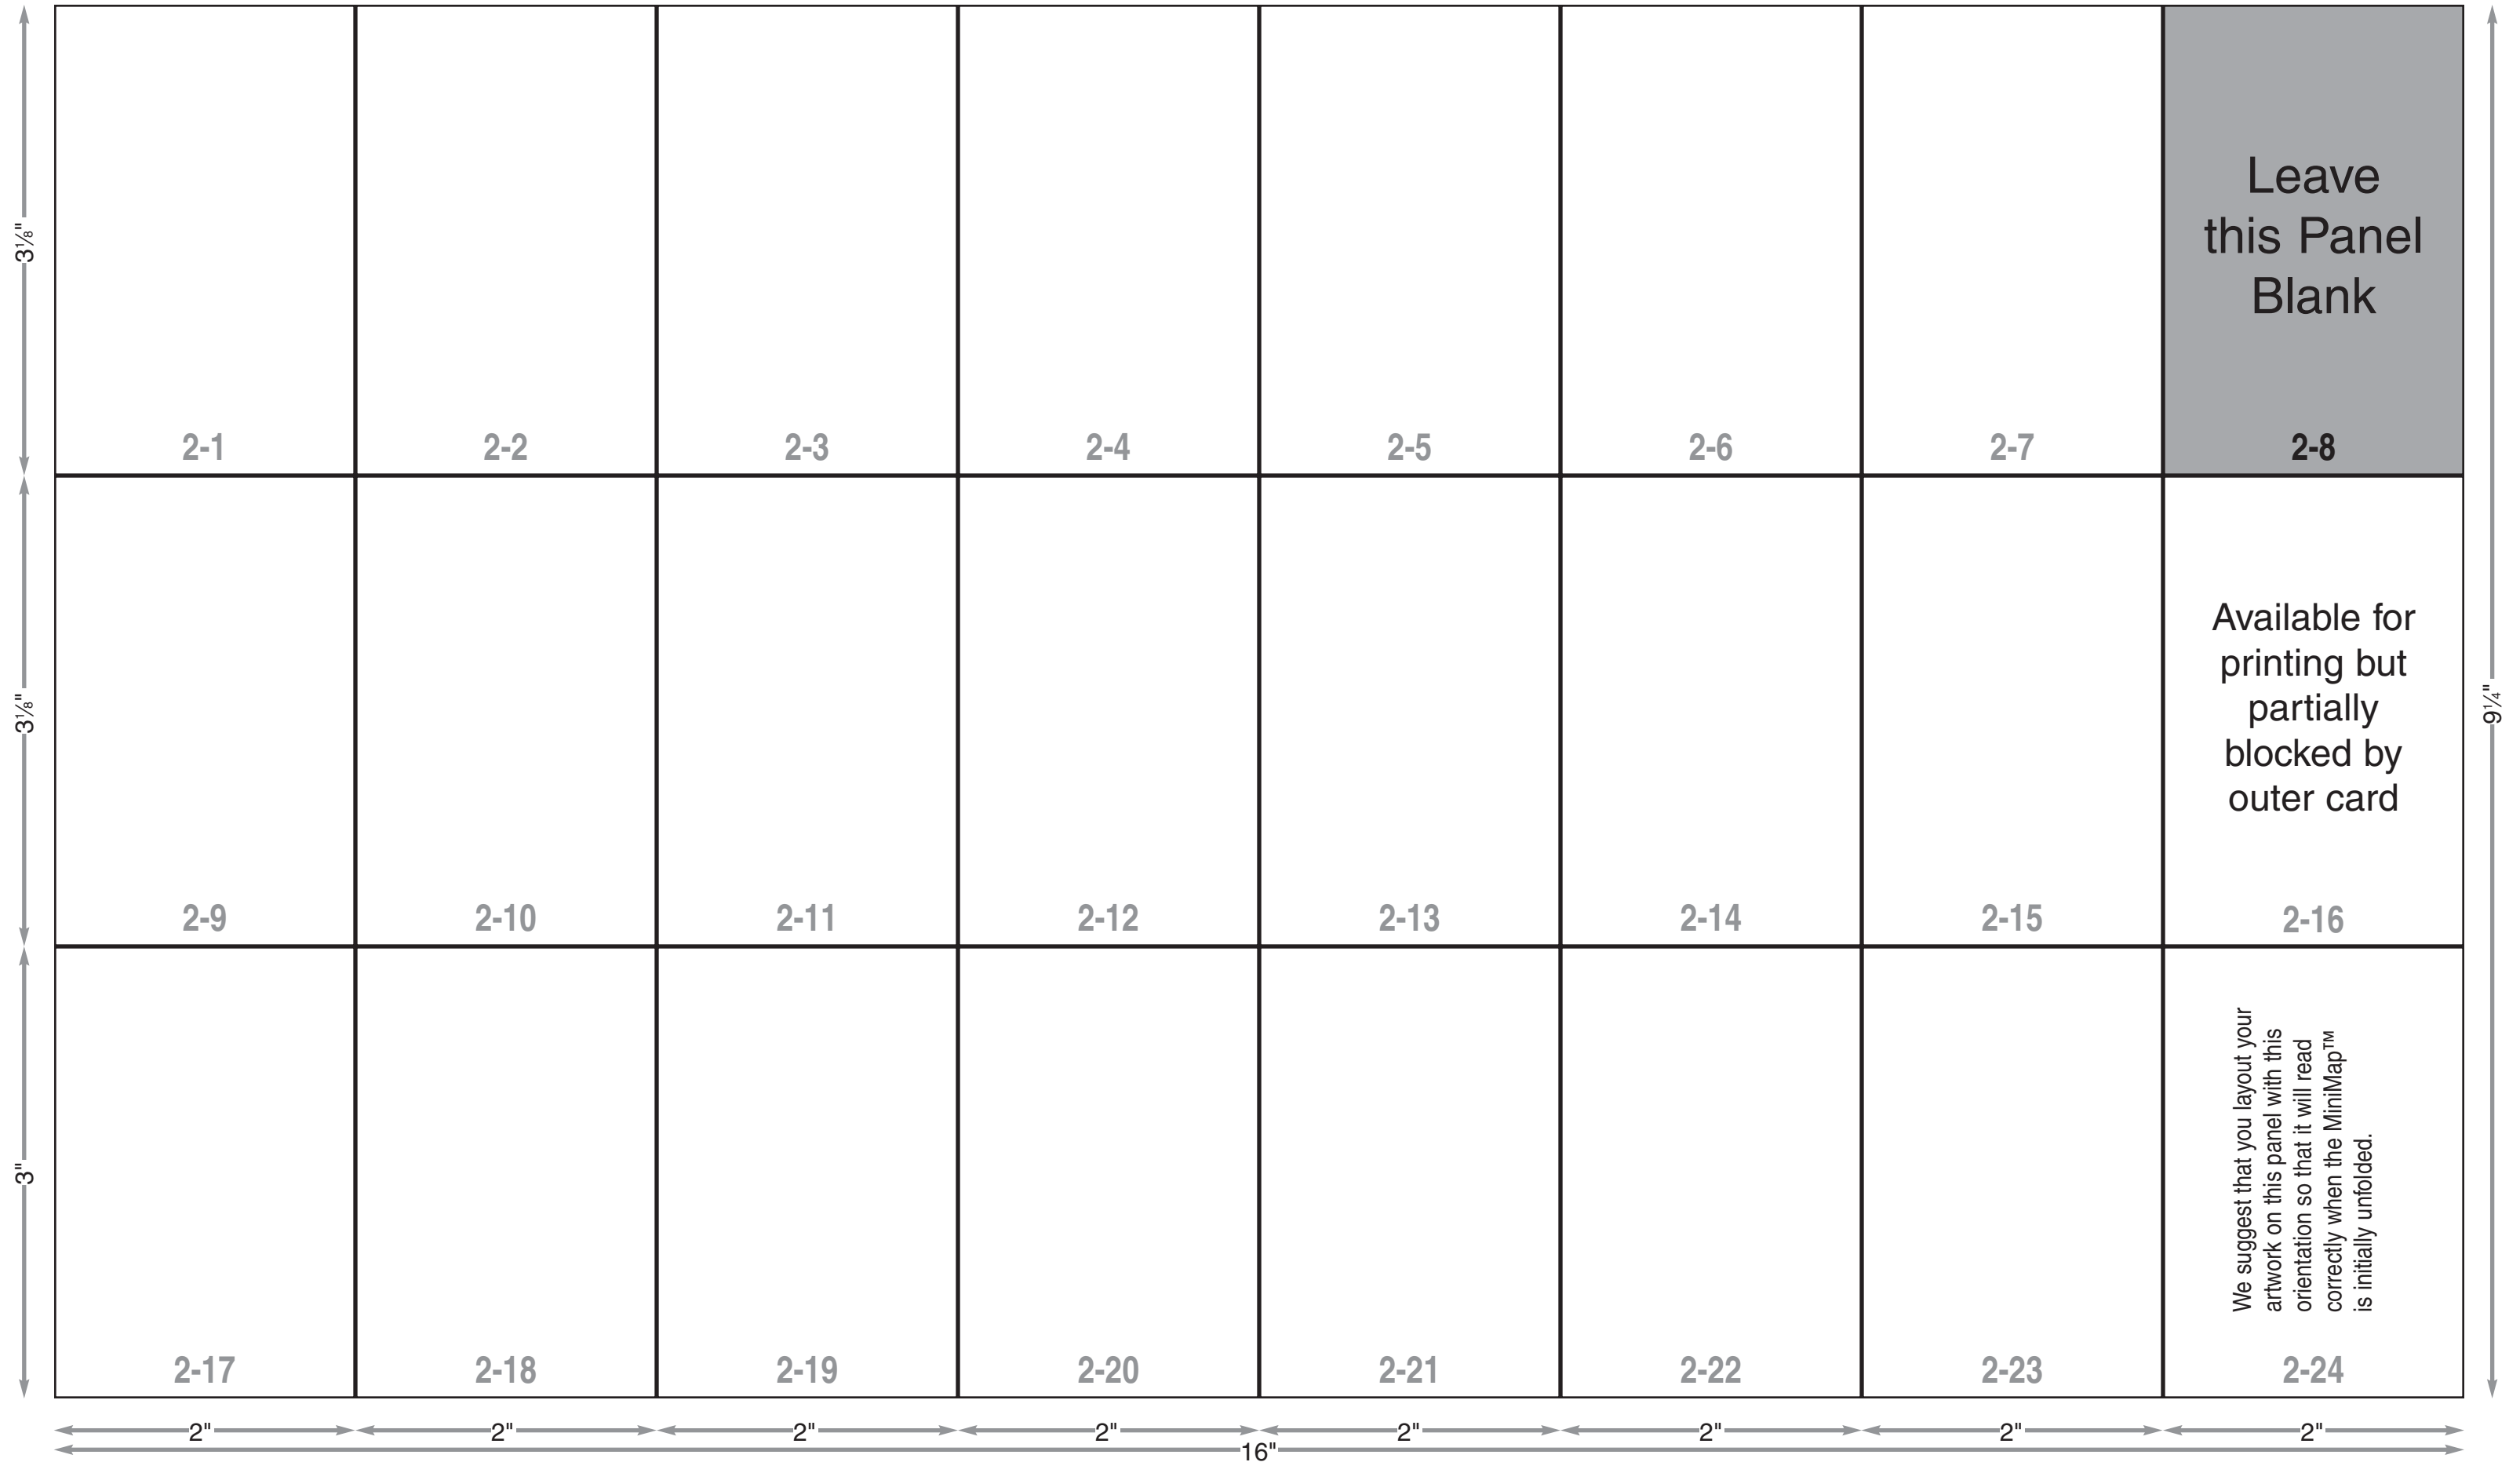 Leave
this Panel
Blank
3⅛"
2-1
2-2
2-3
2-4
2-5
2-6
2-7
2-8
Available for
printing but
partially
blocked by
outer card
3⅛"
9¼"
2-9
2-10
2-11
2-12
2-13
2-14
2-15
2-16
We suggest that you layout your
artwork on this panel with this
orientation so that it will read
correctly when the MiniMap™
is initially unfolded.
3"
2-17
2-18
2-19
2-20
2-21
2-22
2-23
2-24
2"
2"
2"
2"
2"
2"
2"
2"
16"